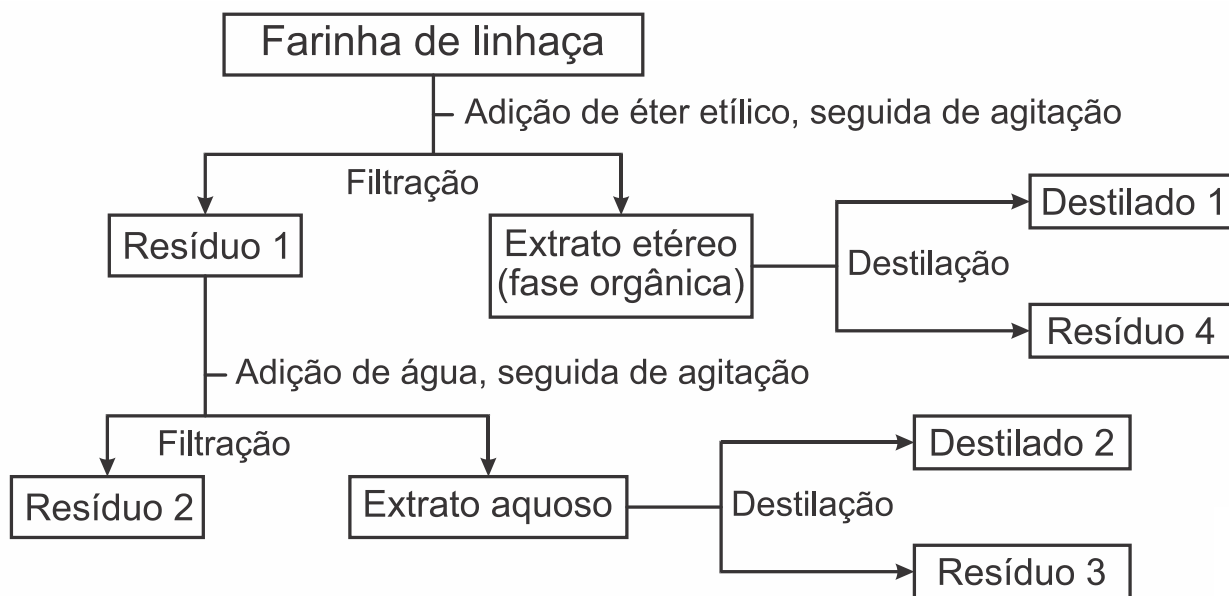 Farinha de linhaça
Adição de éter etílico, seguida de agitação
Filtração
Resíduo 1
Extrato etéreo
(fase orgânica)
Destilação
Destilado 1
Resíduo 4
Adição de água, seguida de agitação
Filtração
Resíduo 2
Extrato aquoso
Destilação
Destilado 2
Resíduo 3